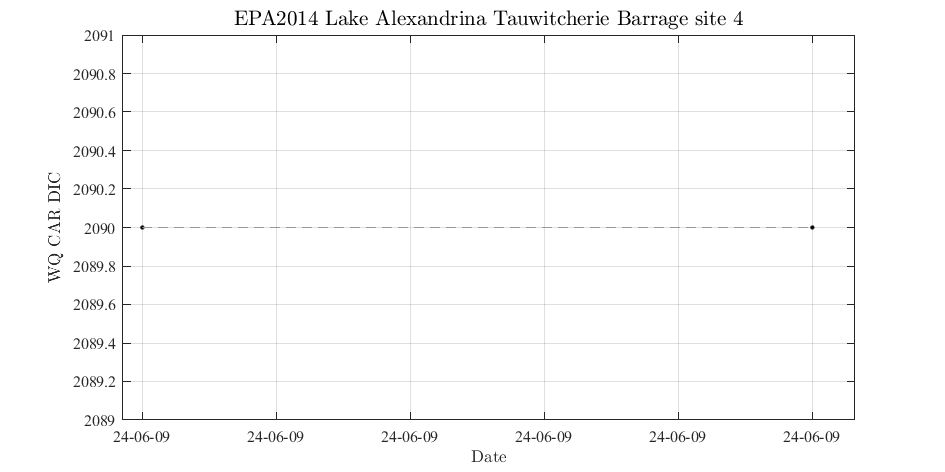 EPA2014 Lake Alexandrina Tauwitcherie Barrage site 4
2091
2090.8
2090.6
2090.4
2090.2
2090
2089.8
2089.6
2089.4
2089.2
2089
WQ CAR DIC
24-06-09 24-06-09 24-06-09 24-06-09 24-06-09 24-06-09
Date